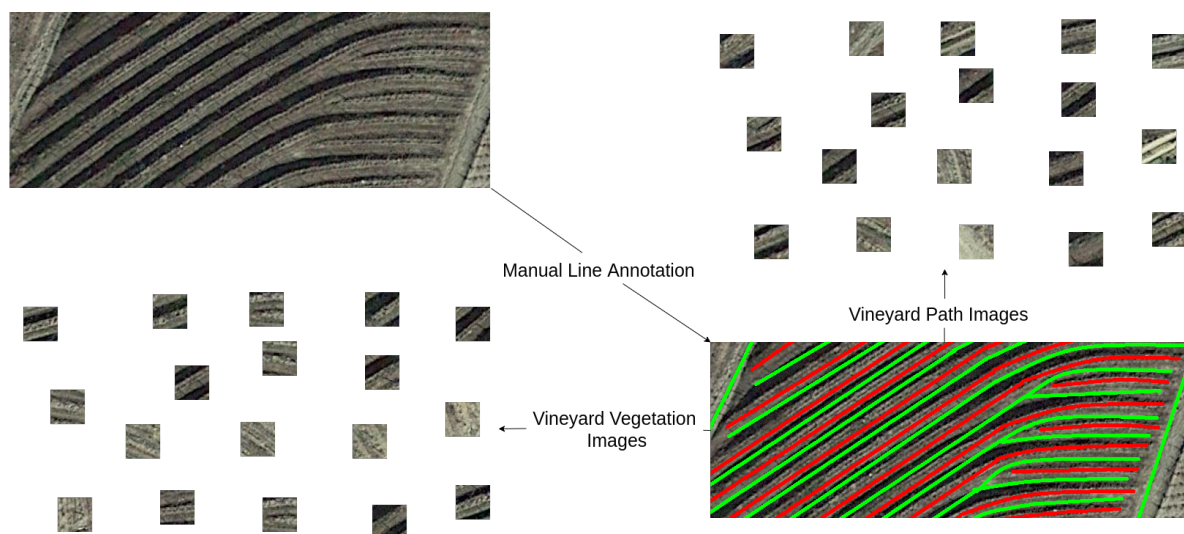 Manual Line Annotation
Vineyard Path Images
Vineyard Vegetation
Images